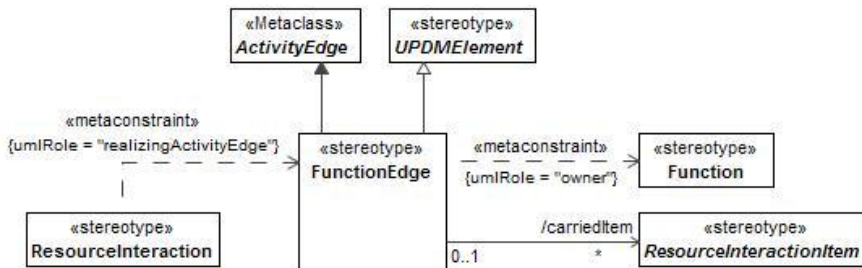 «Metaclass»
ActivityEdge
«stereotype»
UPDMElement
«metaconstraint»
{umlRole = "realizingActivityEdge"}
«stereotype»
FunctionEdge
«metaconstraint»
{umlRole = "owner"}
«stereotype»
Function
«stereotype»
ResourceInteraction
/carriedItem
0..1
*
«stereotype»
ResourceInteractionItem